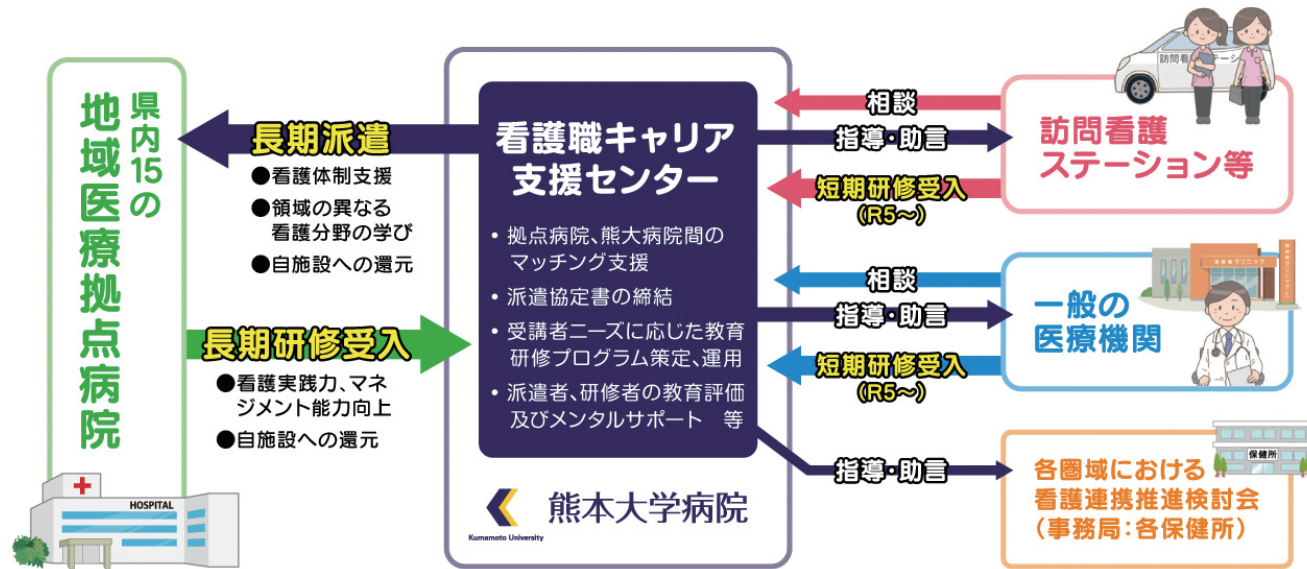 県内15の
地域医療拠点病院
HOSPITAL
長期派遣
●看護体制支援
●領域の異なる
看護分野の学び
●自施設への還元
長期研修受入
●看護実践力、マネ
ジメント能力向上
●自施設への還元
看護職キャリア
支援センター
• 拠点病院、熊大病院間の
マッチング支援
• 派遣協定書の締結
• 受講者ニーズに応じた教育
研修プログラム策定、運用
• 派遣者、研修者の教育評価
及びメンタルサポート 等
Kumamoto University
熊本大学病院
相談
指導・助言
短期研修受入
(R5〜)
訪問看護ステーション
訪問看護
ステーション等
相談
指導・助言
短期研修受入
(R5〜)
一般の
医療機関
指導・助言
保健所
各圏域における
看護連携推進検討会
(事務局:各保健所)